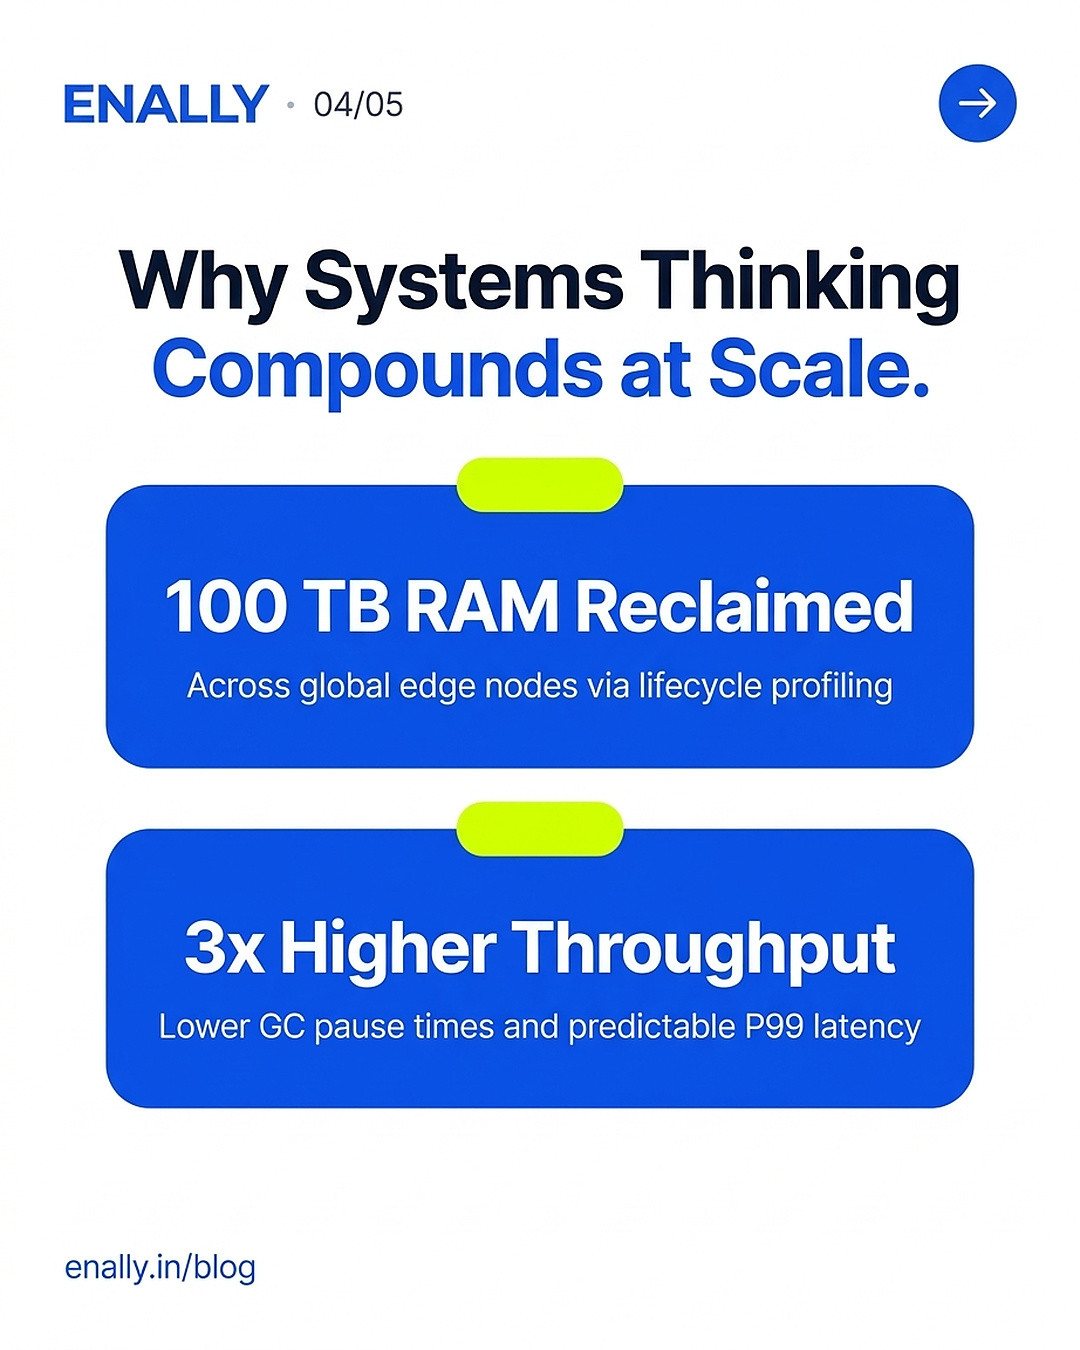 ENALLY • 04/05
Why Systems Thinking
Compounds at Scale.
100 TB RAM Reclaimed
Across global edge nodes via lifecycle profiling
3x Higher Throughput
Lower GC pause times and predictable P99 latency
enally.in/blog